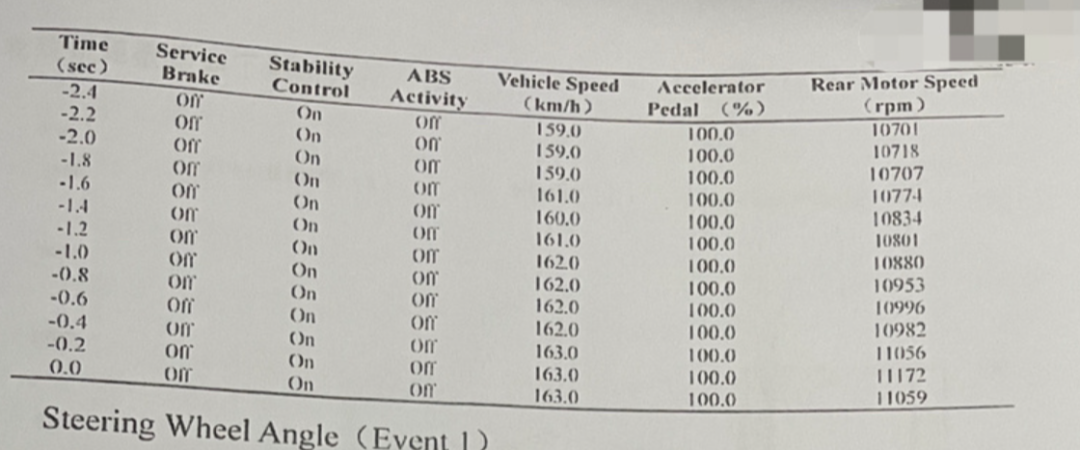 Time (sec) Service Brake Stability Control ABS Activity Vehicle Speed (km/h) Accelerator Pedal (%) Rear Motor Speed (rpm)
-2.4 Off On Off 159.0 100.0 10701
-2.2 Off On Off 159.0 100.0 10718
-2.0 Off On Off 159.0 100.0 10707
-1.8 Off On Off 161.0 100.0 10774
-1.6 Off On Off 160.0 100.0 10834
-1.4 Off On Off 161.0 100.0 10801
-1.2 Off On Off 162.0 100.0 10880
-1.0 Off On Off 162.0 100.0 10953
-0.8 Off On Off 162.0 100.0 10996
-0.6 Off On Off 162.0 100.0 10982
-0.4 Off On Off 163.0 100.0 11056
-0.2 Off On Off 163.0 100.0 11172
0.0 Off On Off 163.0 100.0 11059
Steering Wheel Angle (Event 1)